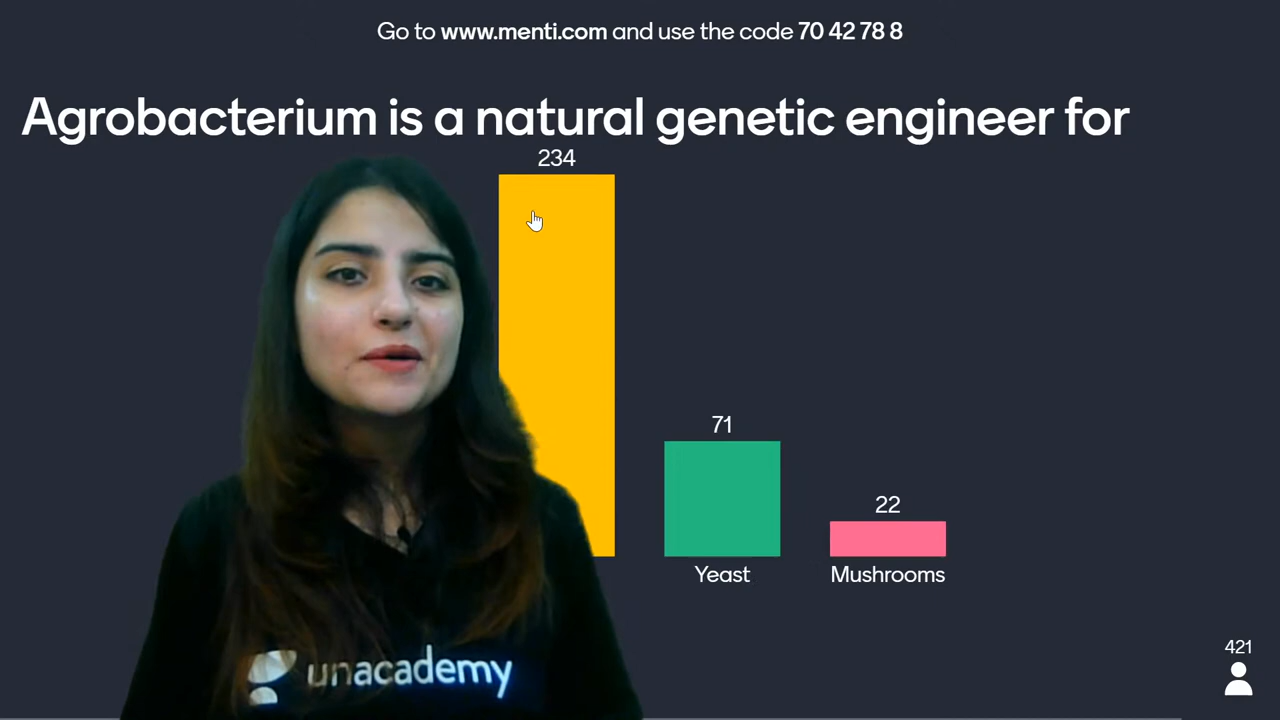 Go to www.menti.com and use the code 70 42 78 8
Agrobacterium is a natural genetic engineer for
234
71
22
Yeast
Mushrooms
421
unacademy